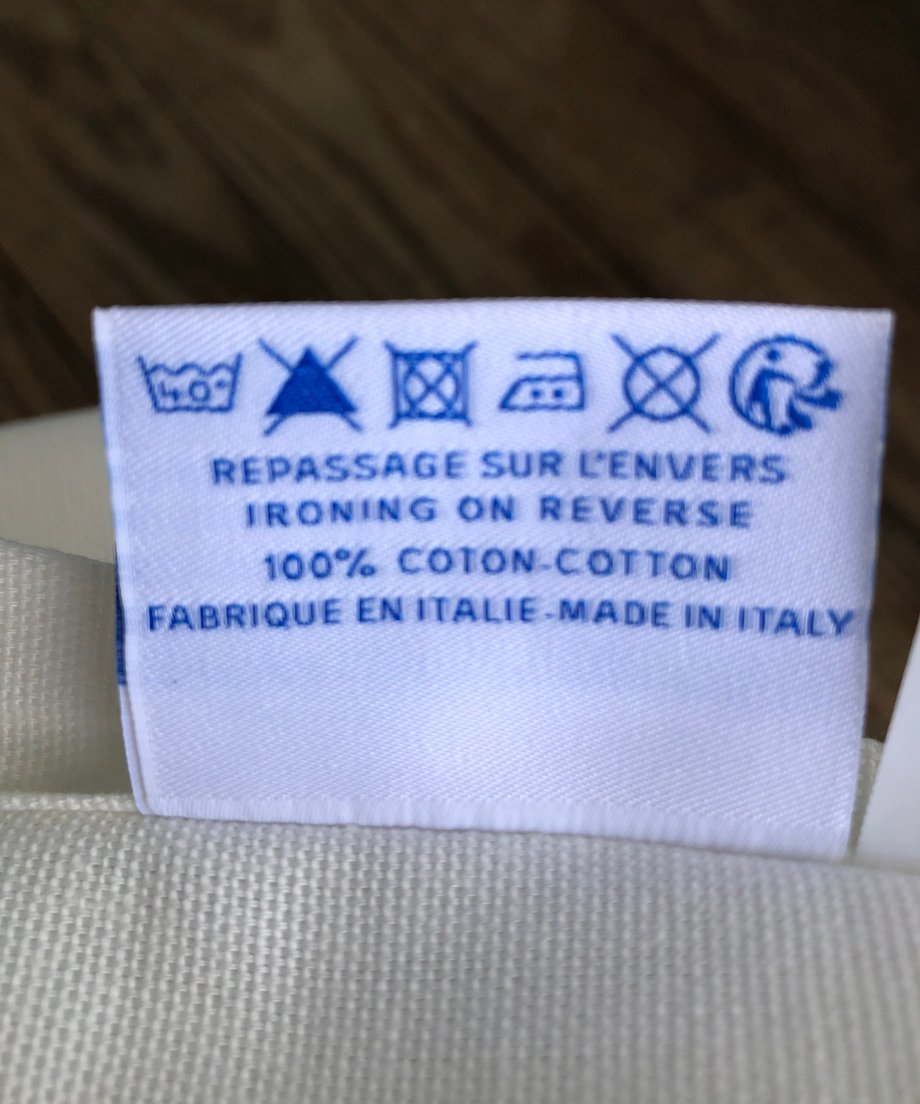 40°
REPASSAGE SUR L'ENVERS
IRONING ON REVERSE
100% COTON-COTTON
FABRIQUE EN ITALIE-MADE IN ITALY